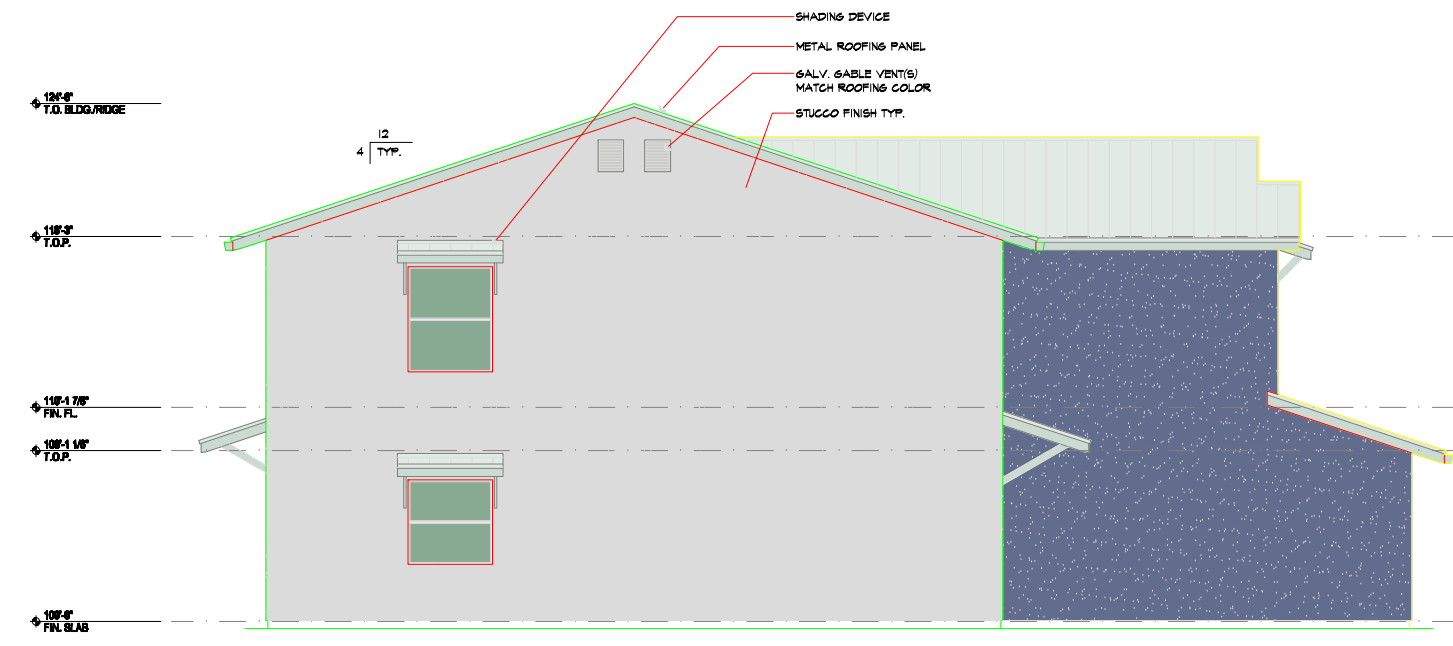 SHADING DEVICE
METAL ROOFING PANEL
GALV. GABLE VENT(S)
MATCH ROOFING COLOR
STUCCO FINISH TYP.
T.O. BLDG./RIDGE
12
4 TYP.
T.O.P.
FIN. FL.
T.O.P.
FIN. SLAB